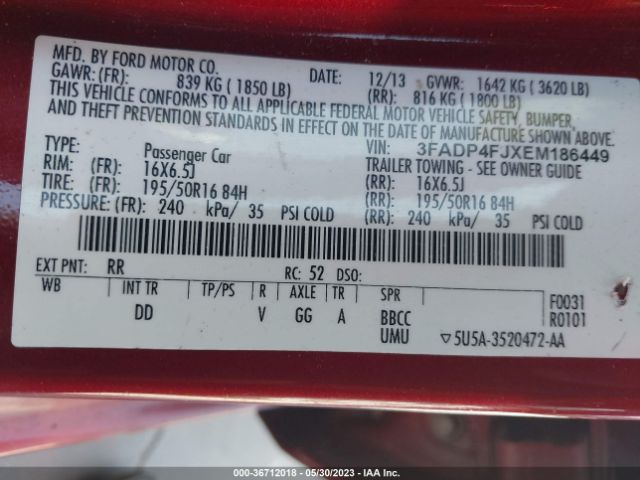 MFD. BY FORD MOTOR CO. DATE: 12/13 GVWR: 1642 KG ( 3620 LB)
GAWR: (FR): 839 KG ( 1850 LB) (RR): 816 KG ( 1800 LB)
THIS VEHICLE CONFORMS TO ALL APPLICABLE FEDERAL MOTOR VEHICLE SAFETY, BUMPER,
AND THEFT PREVENTION STANDARDS IN EFFECT ON THE DATE OF MANUFACTURE SHOWN ABOVE.
VIN: 3FADP4FJXEM186449
TYPE: Passenger Car TRAILER TOWING - SEE OWNER GUIDE
RIM: (FR): 16X6.5J (RR): 16X6.5J
TIRE: (FR): 195/50R16 84H (RR): 195/50R16 84H
PRESSURE: (FR): 240 kPa/ 35 PSI COLD (RR): 240 kPa/ 35 PSI COLD
EXT PNT: RR RC: 52 DSO:
WB INT TR TP/PS R AXLE TR SPR F0031
DD V GG A BBCC R0101
UMU ▽5U5A-3520472-AA
000-36712018 - 05/30/2023 - IAA Inc.